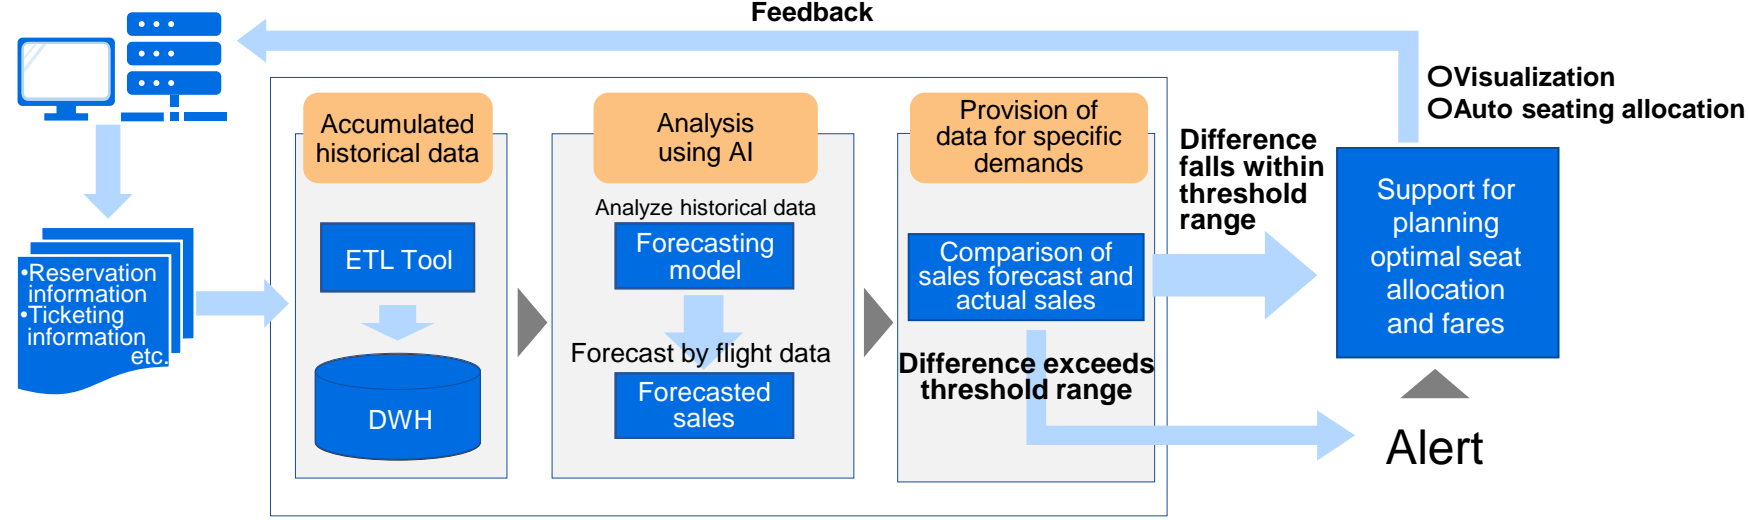 Feedback
○Visualization
○Auto seating allocation
Accumulated
historical data
Analysis
using AI
Provision of
data for specific
demands
Difference
falls within
threshold
range
Support for
planning
optimal seat
allocation
and fares
Analyze historical data
ETL Tool
Forecasting
model
Comparison of
sales forecast and
actual sales
•Reservation
information
•Ticketing
information
etc.
Forecast by flight data
Difference exceeds
threshold range
DWH
Forecasted
sales
Alert